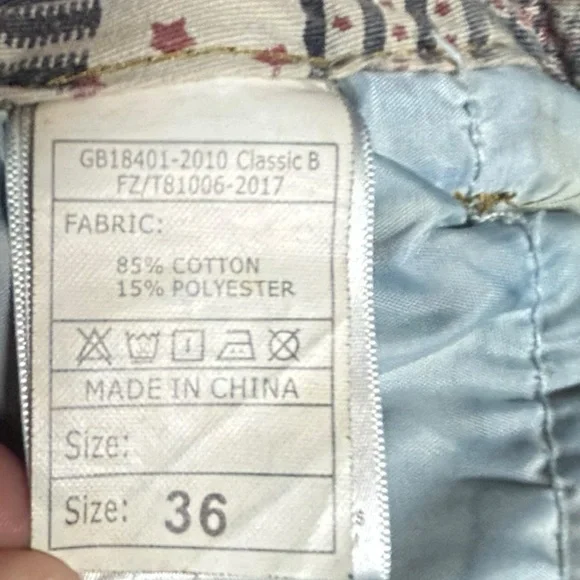 GB18401-2010 Classic B
FZ/T81006-2017
FABRIC:
85% COTTON
15% POLYESTER
MADE IN CHINA
Size:
Size: 36